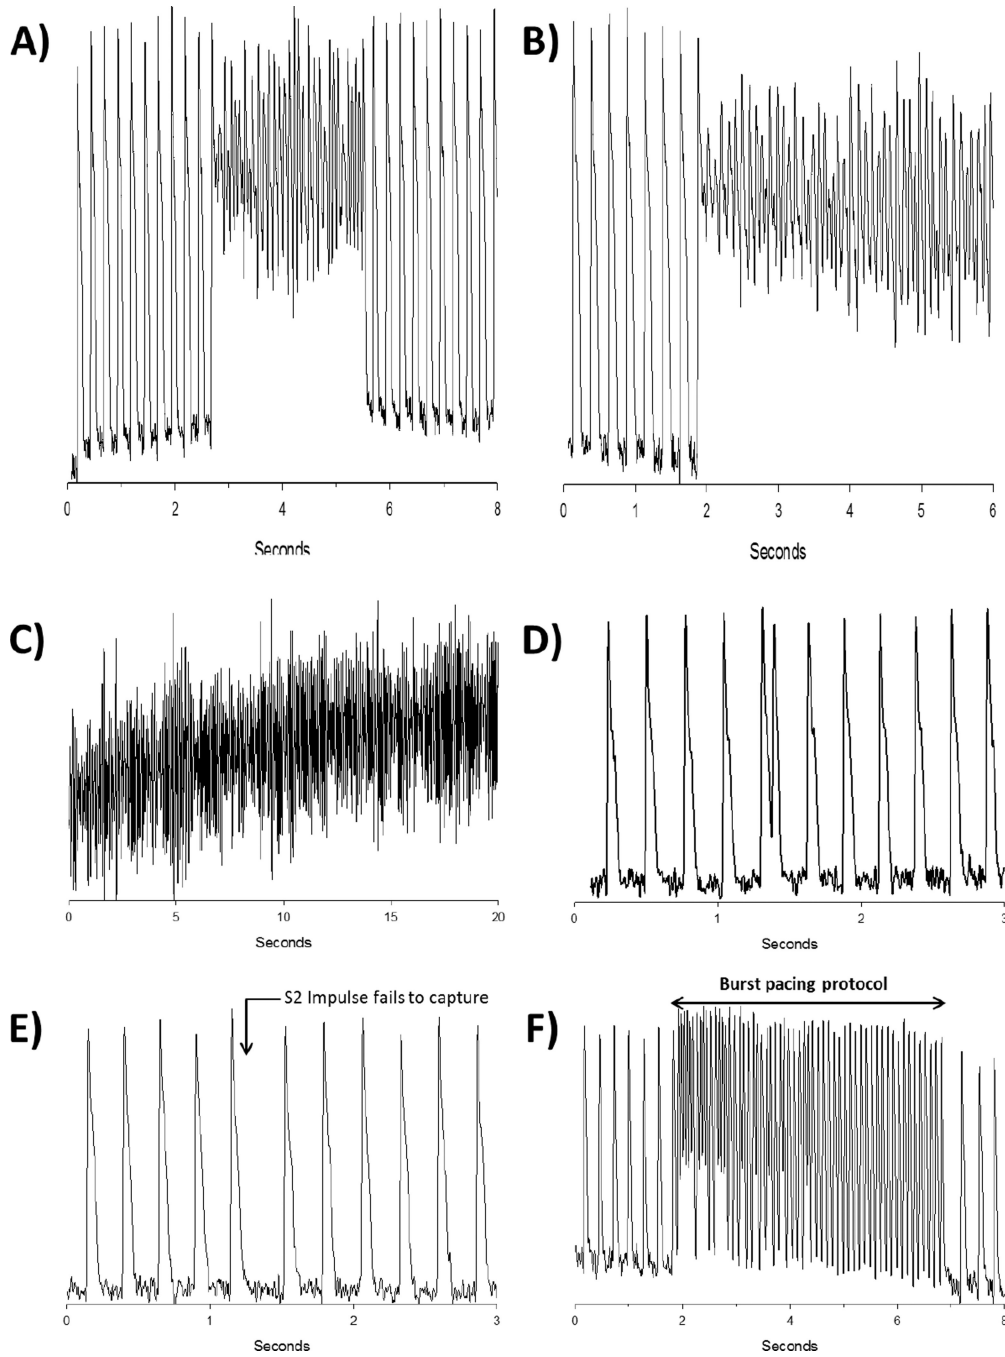 A)
0 2 4 6 8
Seconds
B)
0 1 2 3 4 5 6
Seconds
C)
0 5 10 15 20
Seconds
D)
0 1 2 3
Seconds
E)
S2 Impulse fails to capture
0 1 2 3
Seconds
F)
Burst pacing protocol
0 2 4 6 8
Seconds